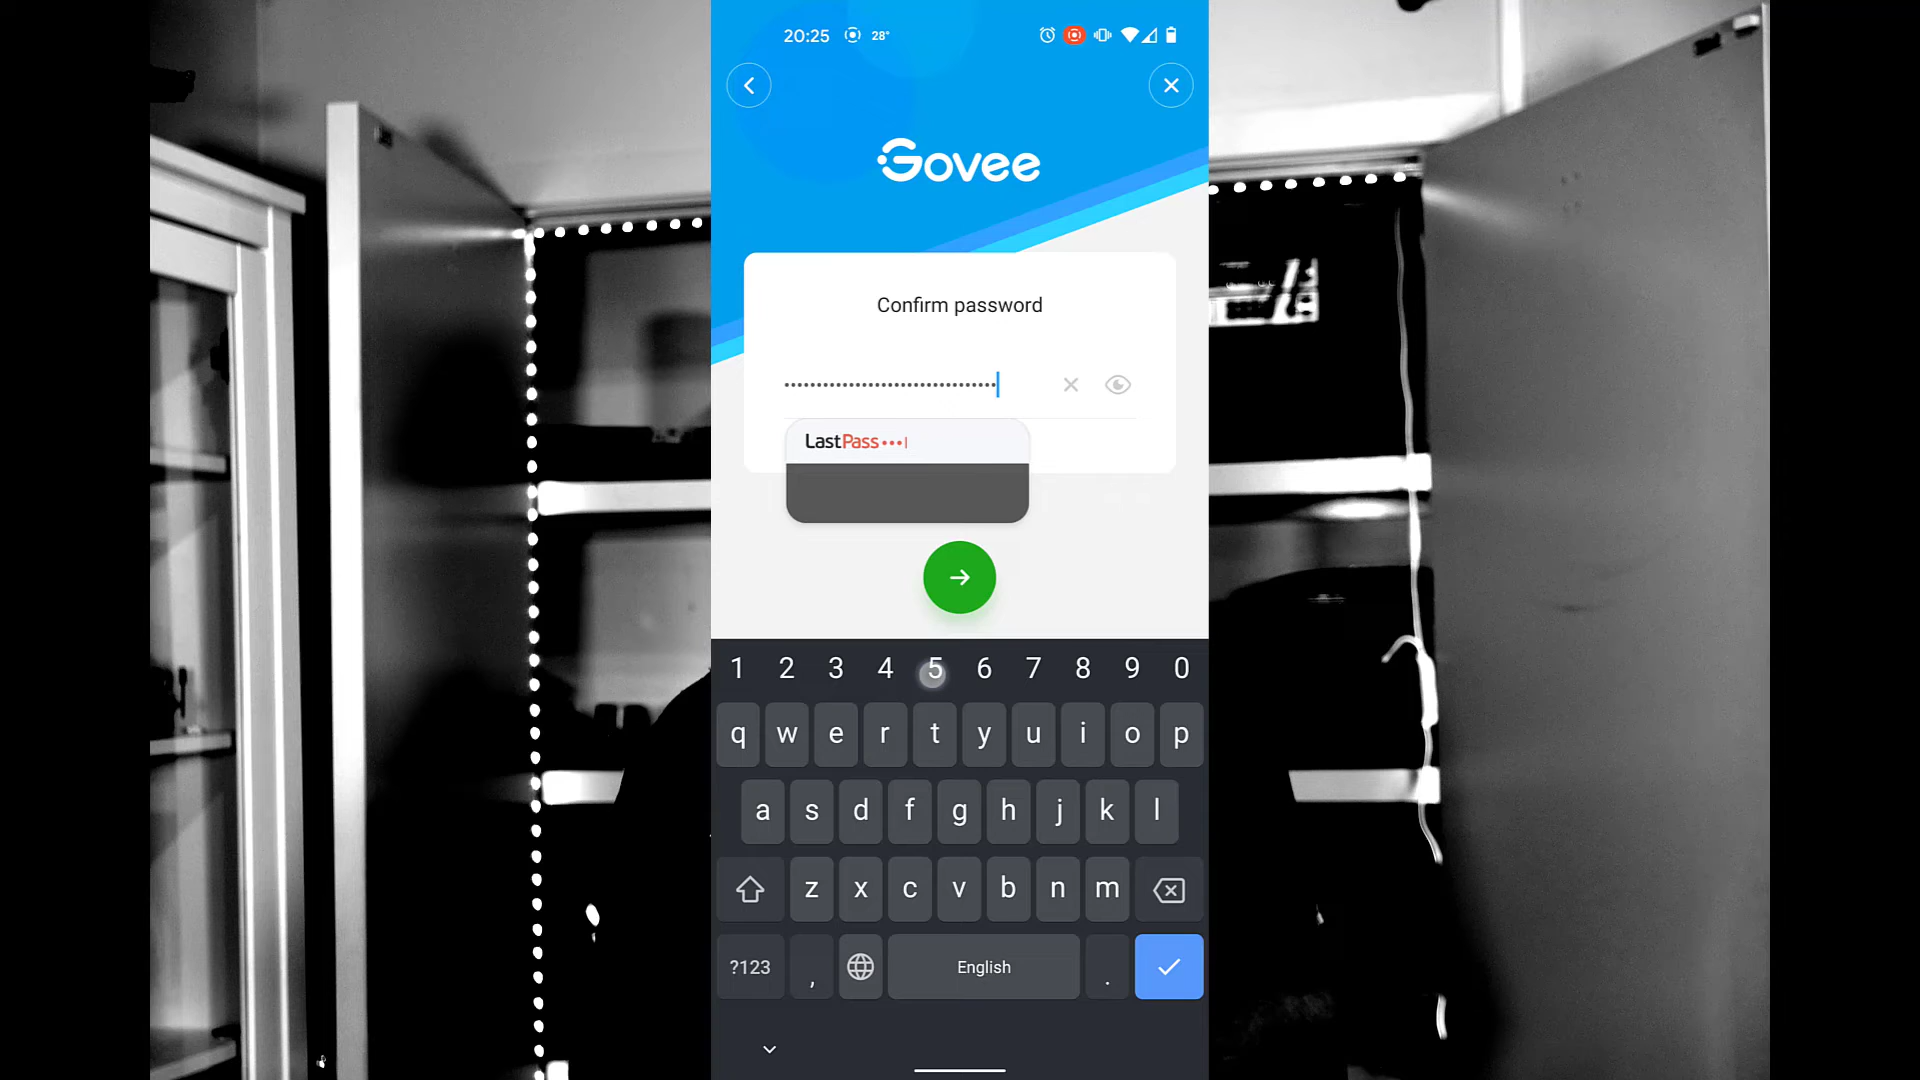 20:25 28°
Govee
Confirm password
••••••••••••••••••••••••••••••••••
LastPass
1 2 3 4 5 6 7 8 9 0
q w e r t y u i o p
a s d f g h j k l
z x c v b n m
?123 , English .